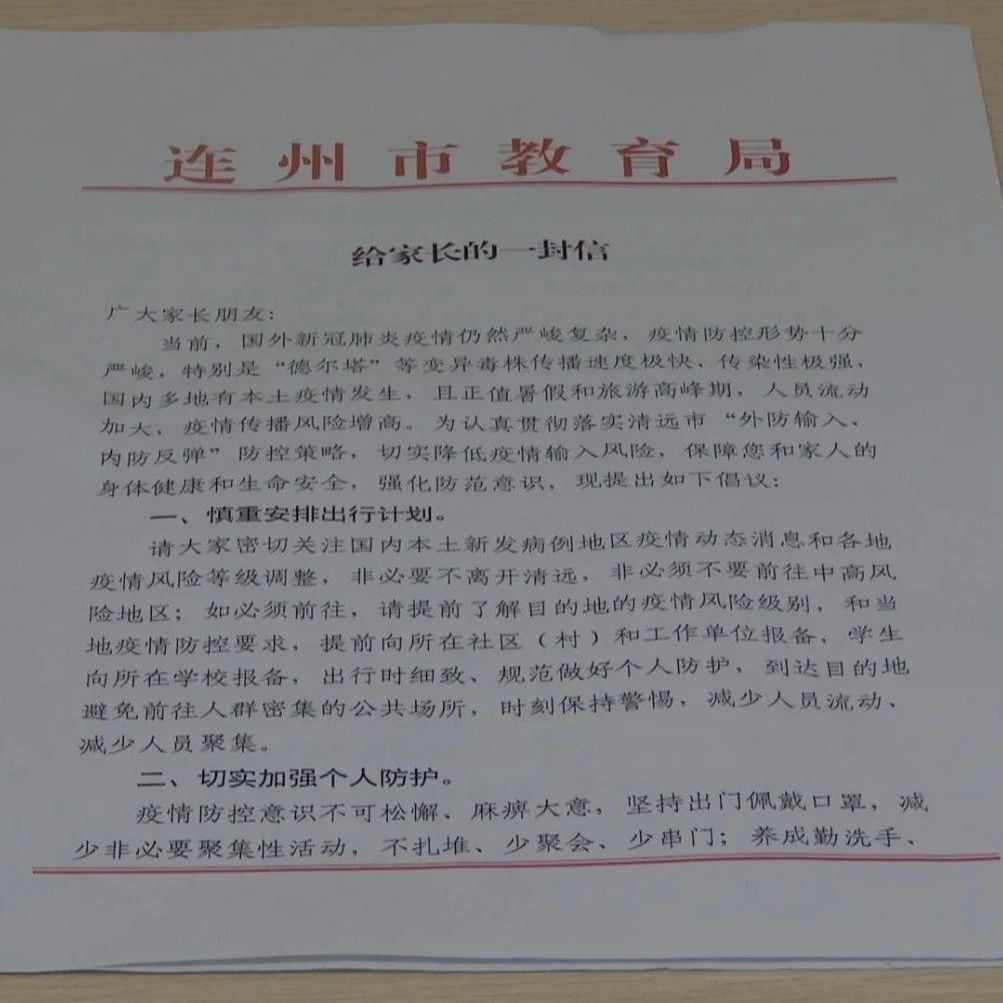 连州市教育局
给家长的一封信
广大家长朋友：
当前，国外新冠肺炎疫情仍然严峻复杂，疫情防控形势十分
严峻，特别是“德尔塔”等变异毒株传播速度极快、传染性极强，
国内多地有本土疫情发生，且正值暑假和旅游高峰期，人员流动
加大，疫情传播风险增高。为认真贯彻落实清远市“外防输入、
内防反弹”防控策略，切实降低疫情输入风险，保障您和家人的
身体健康和生命安全，强化防范意识，现提出如下倡议：
一、慎重安排出行计划。
请大家密切关注国内本土新发病例地区疫情动态消息和各地
疫情风险等级调整，非必要不离开清远，非必须不要前往中高风
险地区；如必须前往，请提前了解目的地的疫情风险级别，和当
地疫情防控要求，提前向所在社区（村）和工作单位报备，学生
向所在学校报备，出行时细致、规范做好个人防护，到达目的地
避免前往人群密集的公共场所，时刻保持警惕，减少人员流动、
减少人员聚集。
二、切实加强个人防护。
疫情防控意识不可松懈、麻痹大意，坚持出门佩戴口罩，减
少非必要聚集性活动，不扎堆、少聚会、少串门；养成勤洗手、